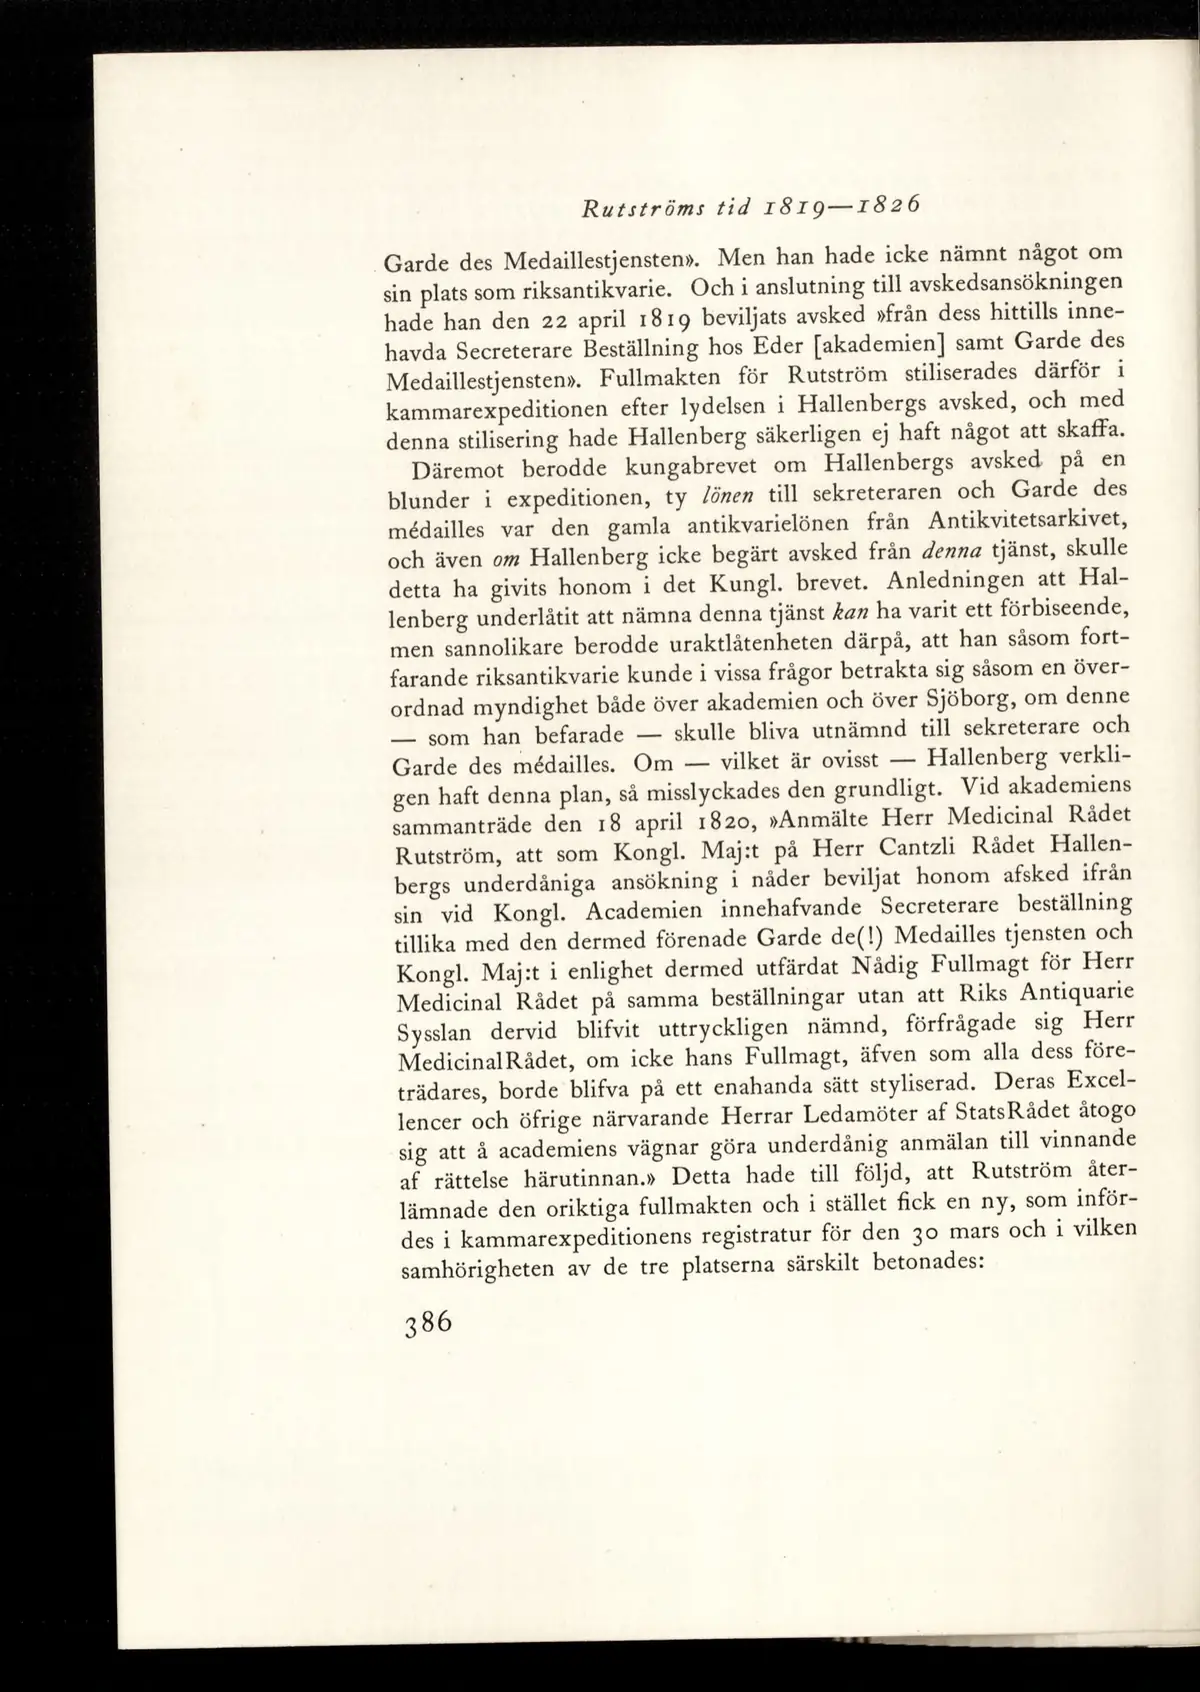 Rutströms tid 1819—1826
Garde des Medaillestjensten». Men han hade icke nämnt något om
sin plats som riksantikvarie. Och i anslutning till avskedsansökningen
hade han den 22 april 1819 beviljats avsked »från dess hittills inne-
havda Secreterare Beställning hos Eder [akademien] samt Garde des
Medaillestjensten». Fullmakten för Rutström stiliserades därför i
kammarexpeditionen efter lydelsen i Hallenbergs avsked, och med
denna stilisering hade Hallenberg säkerligen ej haft något att skaffa.
Däremot berodde kungabrevet om Hallenbergs avsked på en
blunder i expeditionen, ty lönen till sekreteraren och Garde des
médailles var den gamla antikvarielönen från Antikvitetsarkivet,
och även om Hallenberg icke begärt avsked från denna tjänst, skulle
detta ha givits honom i det Kungl. brevet. Anledningen att Hal-
lenberg underlåtit att nämna denna tjänst kan ha varit ett förbiseende,
men sannolikare berodde uraktlåtenheten därpå, att han såsom fort-
farande riksantikvarie kunde i vissa frågor betrakta sig såsom en över-
ordnad myndighet både över akademien och över Sjöborg, om denne
— som han befarade — skulle bliva utnämnd till sekreterare och
Garde des médailles. Om — vilket är ovisst — Hallenberg verkli-
gen haft denna plan, så misslyckades den grundligt. Vid akademiens
sammanträde den 18 april 1820, »Anmälte Herr Medicinal Rådet
Rutström, att som Kongl. Maj:t på Herr Cantzli Rådet Hallen-
bergs underdåniga ansökning i nåder beviljat honom afsked ifrån
sin vid Kongl. Academien innehafvande Secreterare beställning
tillika med den dermed förenade Garde de(!) Medailles tjensten och
Kongl. Maj:t i enlighet dermed utfärdat Nådig Fullmagt för Herr
Medicinal Rådet på samma beställningar utan att Riks Antiquarie
Sysslan dervid blifvit uttryckligen nämnd, förfrågade sig Herr
MedicinalRådet, om icke hans Fullmagt, äfven som alla dess före-
trädares, borde blifva på ett enahanda sätt styliserad. Deras Excel-
lencer och öfrige närvarande Herrar Ledamöter af StatsRådet åtogo
sig att å academiens vägnar göra underdånig anmälan till vinnande
af rättelse härutinnan.» Detta hade till följd, att Rutström åter-
lämnade den oriktiga fullmakten och i stället fick en ny, som inför-
des i kammarexpeditionens registratur för den 30 mars och i vilken
samhörigheten av de tre platserna särskilt betonades:
386